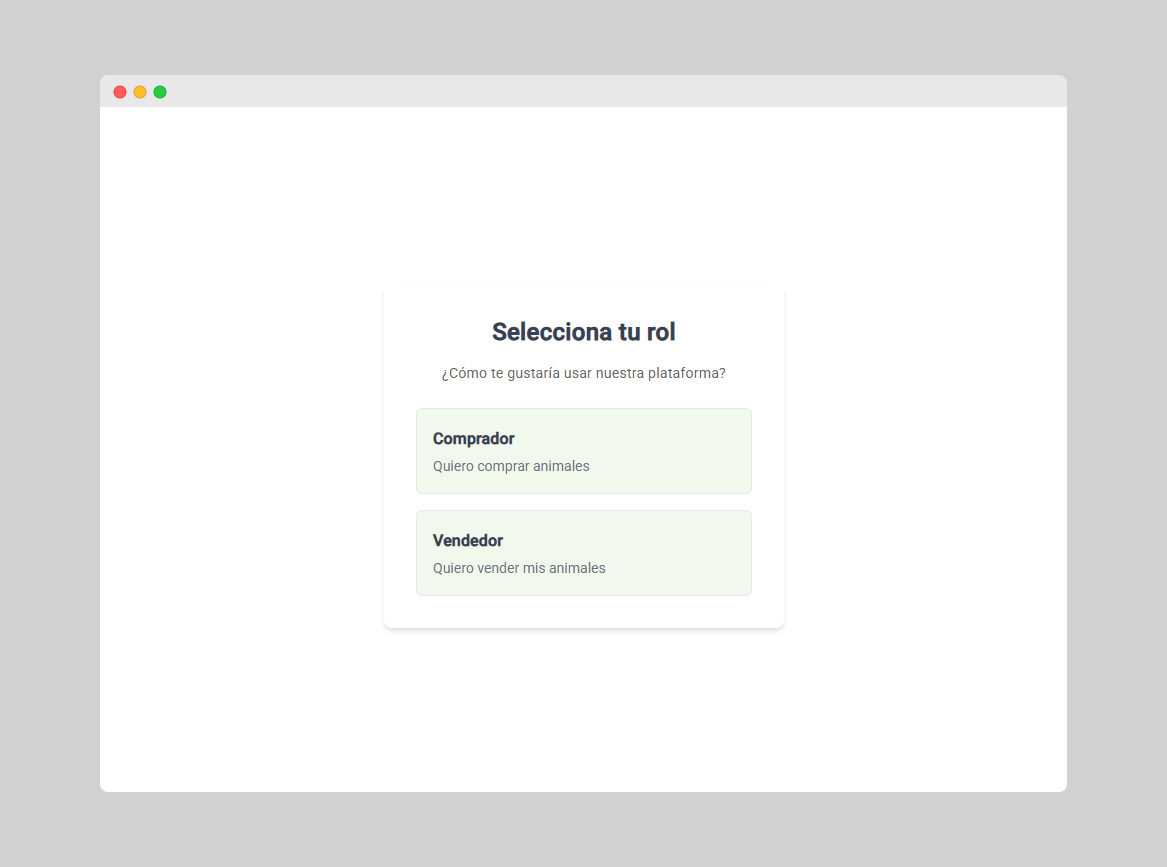 Selecciona tu rol
¿Cómo te gustaría usar nuestra plataforma?
Comprador
Quiero comprar animales
Vendedor
Quiero vender mis animales